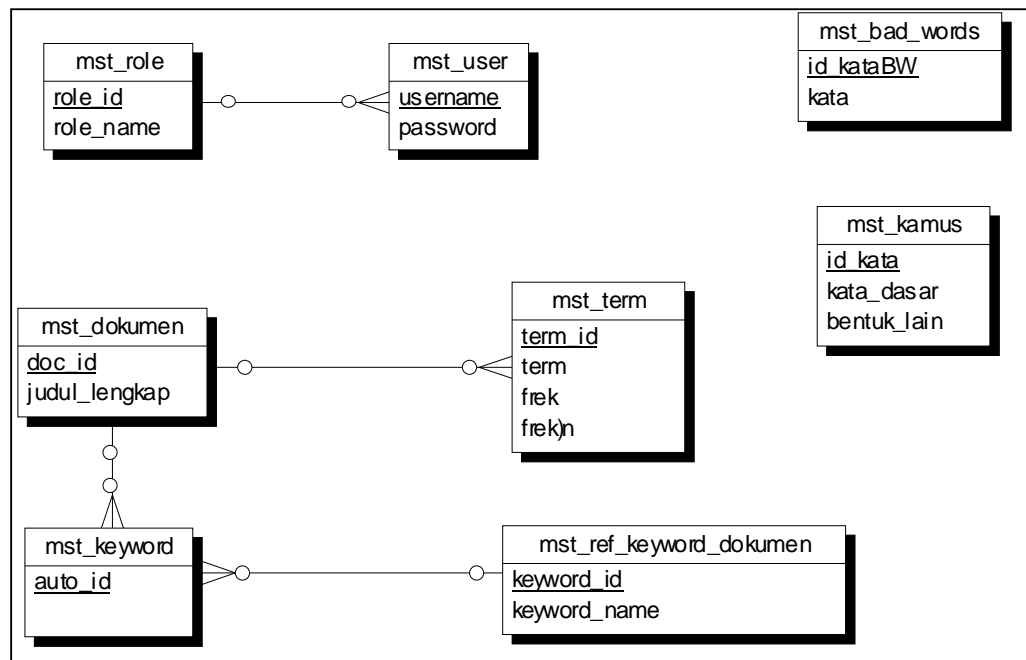 mst_role
role_id
role_name
mst_user
username
password
mst_bad_words
id_kataBW
kata
mst_kamus
id_kata
kata_dasar
bentuk_lain
mst_dokumen
doc_id
judul_lengkap
mst_term
term_id
term
frek
frek)n
mst_keyword
auto_id
mst_ref_keyword_dokumen
keyword_id
keyword_name